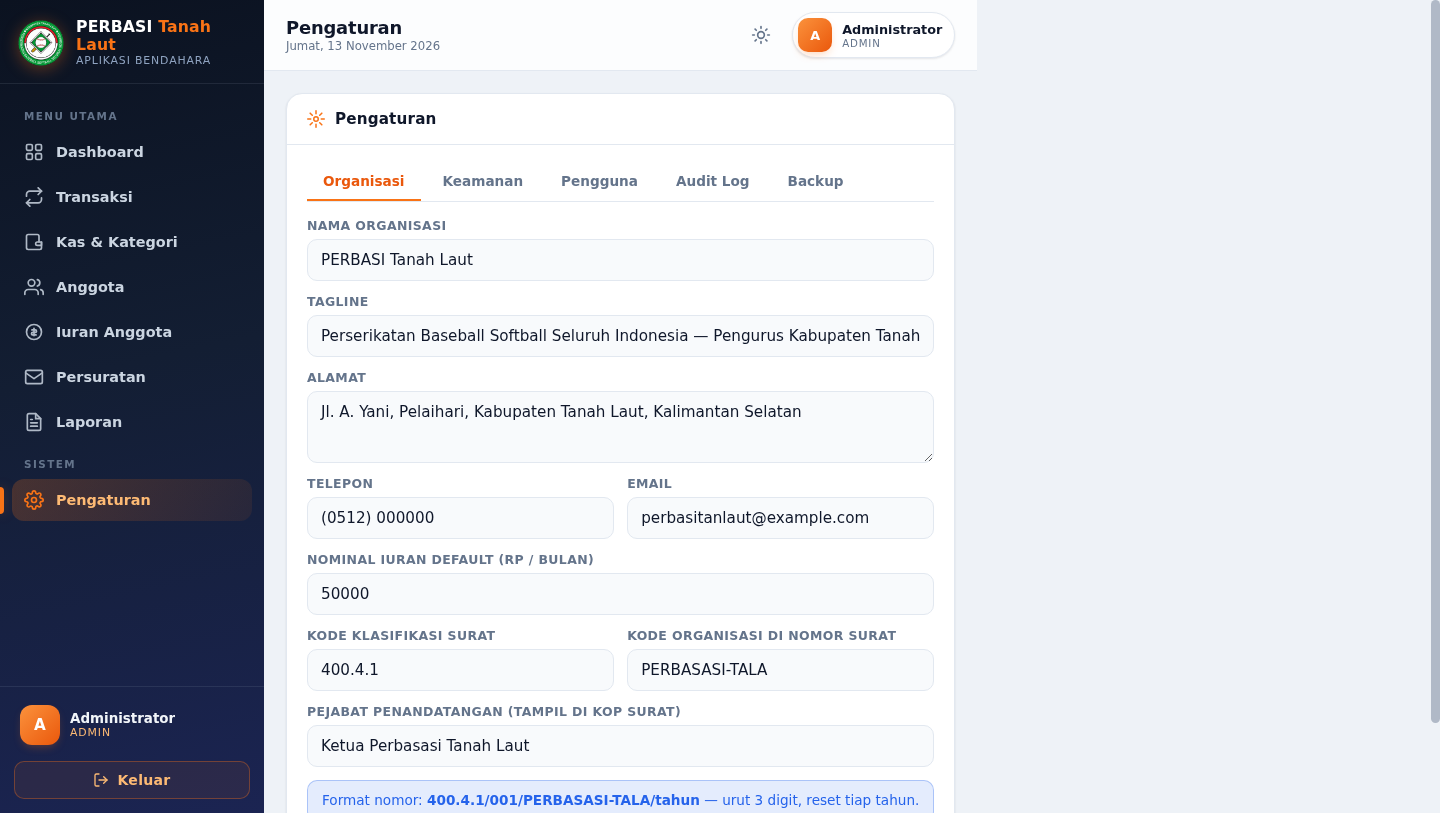 PERBASI Tanah
Laut
APLIKASI BENDAHARA
MENU UTAMA
Dashboard
Transaksi
Kas & Kategori
Anggota
Iuran Anggota
Persuratan
Laporan
SISTEM
Pengaturan
A
Administrator
ADMIN
Keluar
Pengaturan
Jumat, 13 November 2026
A
Administrator
ADMIN
Pengaturan
Organisasi Keamanan Pengguna Audit Log Backup
NAMA ORGANISASI
PERBASI Tanah Laut
TAGLINE
Perserikatan Baseball Softball Seluruh Indonesia — Pengurus Kabupaten Tanah
ALAMAT
Jl. A. Yani, Pelaihari, Kabupaten Tanah Laut, Kalimantan Selatan
TELEPON EMAIL
(0512) 000000 perbasitanlaut@example.com
NOMINAL IURAN DEFAULT (RP / BULAN)
50000
KODE KLASIFIKASI SURAT KODE ORGANISASI DI NOMOR SURAT
400.4.1 PERBASASI-TALA
PEJABAT PENANDATANGAN (TAMPIL DI KOP SURAT)
Ketua Perbasasi Tanah Laut
Format nomor: 400.4.1/001/PERBASASI-TALA/tahun — urut 3 digit, reset tiap tahun.